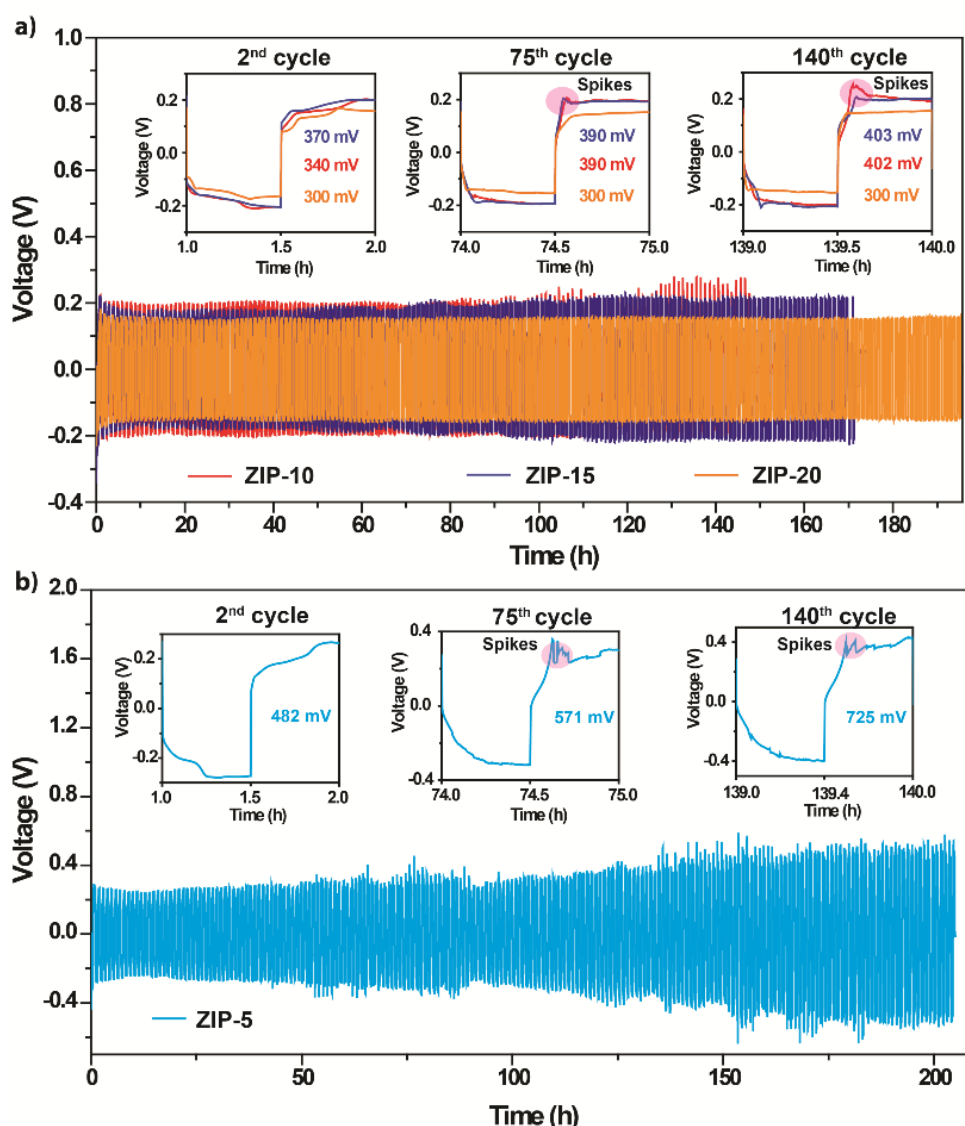 a)
1.0
0.8
0.6
0.4
0.2
0.0
-0.2
-0.4
Voltage (V)
2nd cycle
0.2
0.0
-0.2
Voltage (V)
370 mV
340 mV
300 mV
1.0 1.5 2.0
Time (h)
75th cycle
Spikes
0.2
0.0
-0.2
Voltage (V)
390 mV
390 mV
300 mV
74.0 74.5 75.0
Time (h)
140th cycle
Spikes
0.2
0.0
-0.2
Voltage (V)
403 mV
402 mV
300 mV
139.0 139.5 140.0
Time (h)
ZIP-10 ZIP-15 ZIP-20
0 20 40 60 80 100 120 140 160 180
Time (h)
b)
2.0
1.6
1.2
0.8
0.4
0.0
-0.4
Voltage (V)
2nd cycle
0.2
0.0
-0.2
Voltage (V)
482 mV
1.0 1.5 2.0
Time (h)
75th cycle
Spikes
0.4
0.0
-0.4
Voltage (V)
571 mV
74.0 74.5 75.0
Time (h)
140th cycle
Spikes
0.4
0.0
-0.4
Voltage (V)
725 mV
139.0 139.4 140.0
Time (h)
ZIP-5
0 50 100 150 200
Time (h)